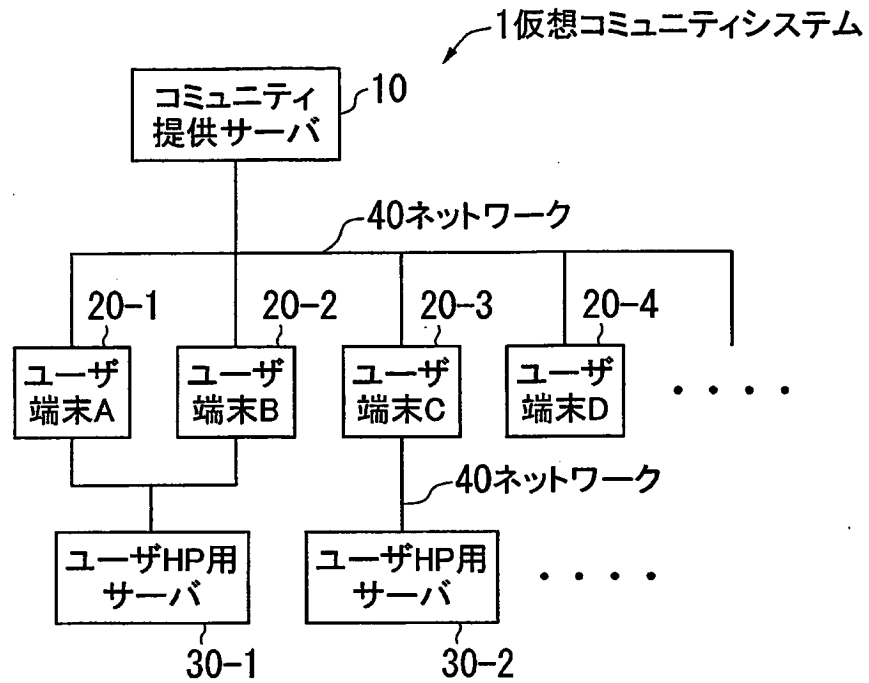 1仮想コミュニティシステム
コミュニティ
提供サーバ
10
40ネットワーク
20-1
20-2
20-3
20-4
ユーザ
端末A
ユーザ
端末B
ユーザ
端末C
ユーザ
端末D
・・・・
40ネットワーク
ユーザHP用
サーバ
ユーザHP用
サーバ
・・・・
30-1
30-2